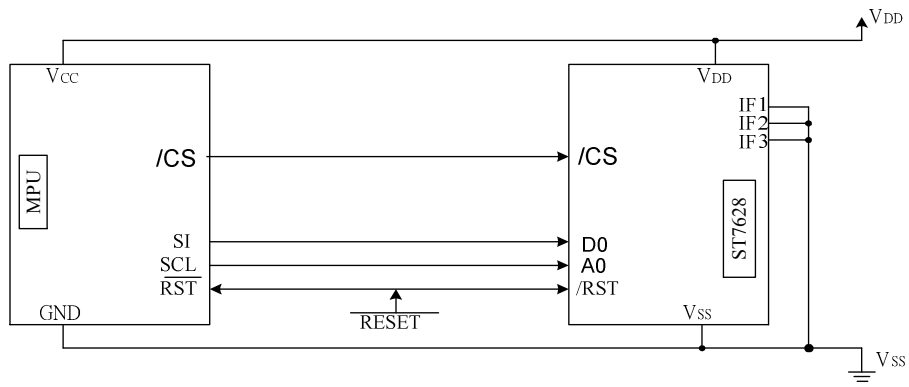 VDD
VCC
VDD
IF1
IF2
IF3
/CS
/CS
MPU
ST7628
SI
D0
SCL
A0
RST
/RST
GND
RESET
VSS
VSS